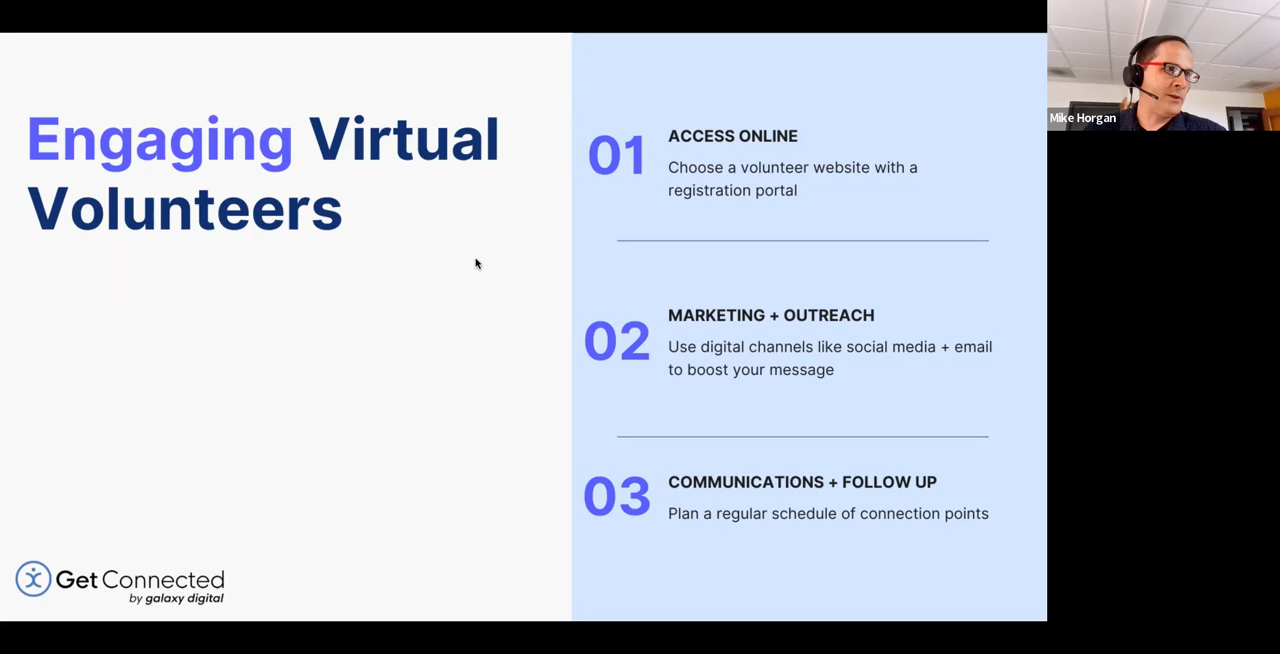 Engaging Virtual
Volunteers
01
ACCESS ONLINE
Choose a volunteer website with a
registration portal
02
MARKETING + OUTREACH
Use digital channels like social media + email
to boost your message
03
COMMUNICATIONS + FOLLOW UP
Plan a regular schedule of connection points
Get Connected
by galaxy digital
Mike Horgan